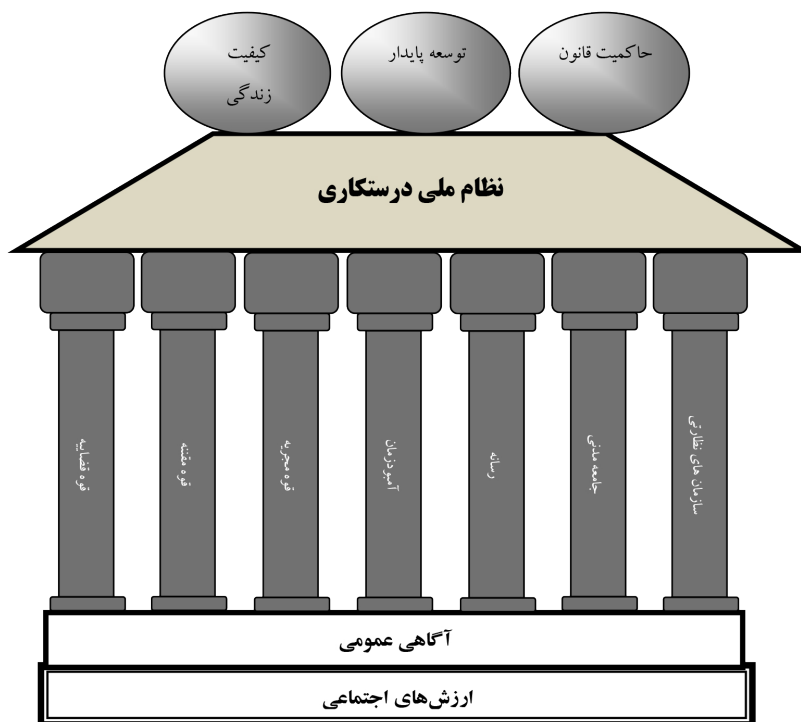 حاکمیت قانون
توسعه پایدار
کیفیت
زندگی
نظام ملی درستکاری
سازمان های نظارتی
جامعه مدنی
رسانه
آمبودزمان
قوه مجریه
قوه مقننه
قوه قضاییه
آگاهی عمومی
ارزش‌های اجتماعی